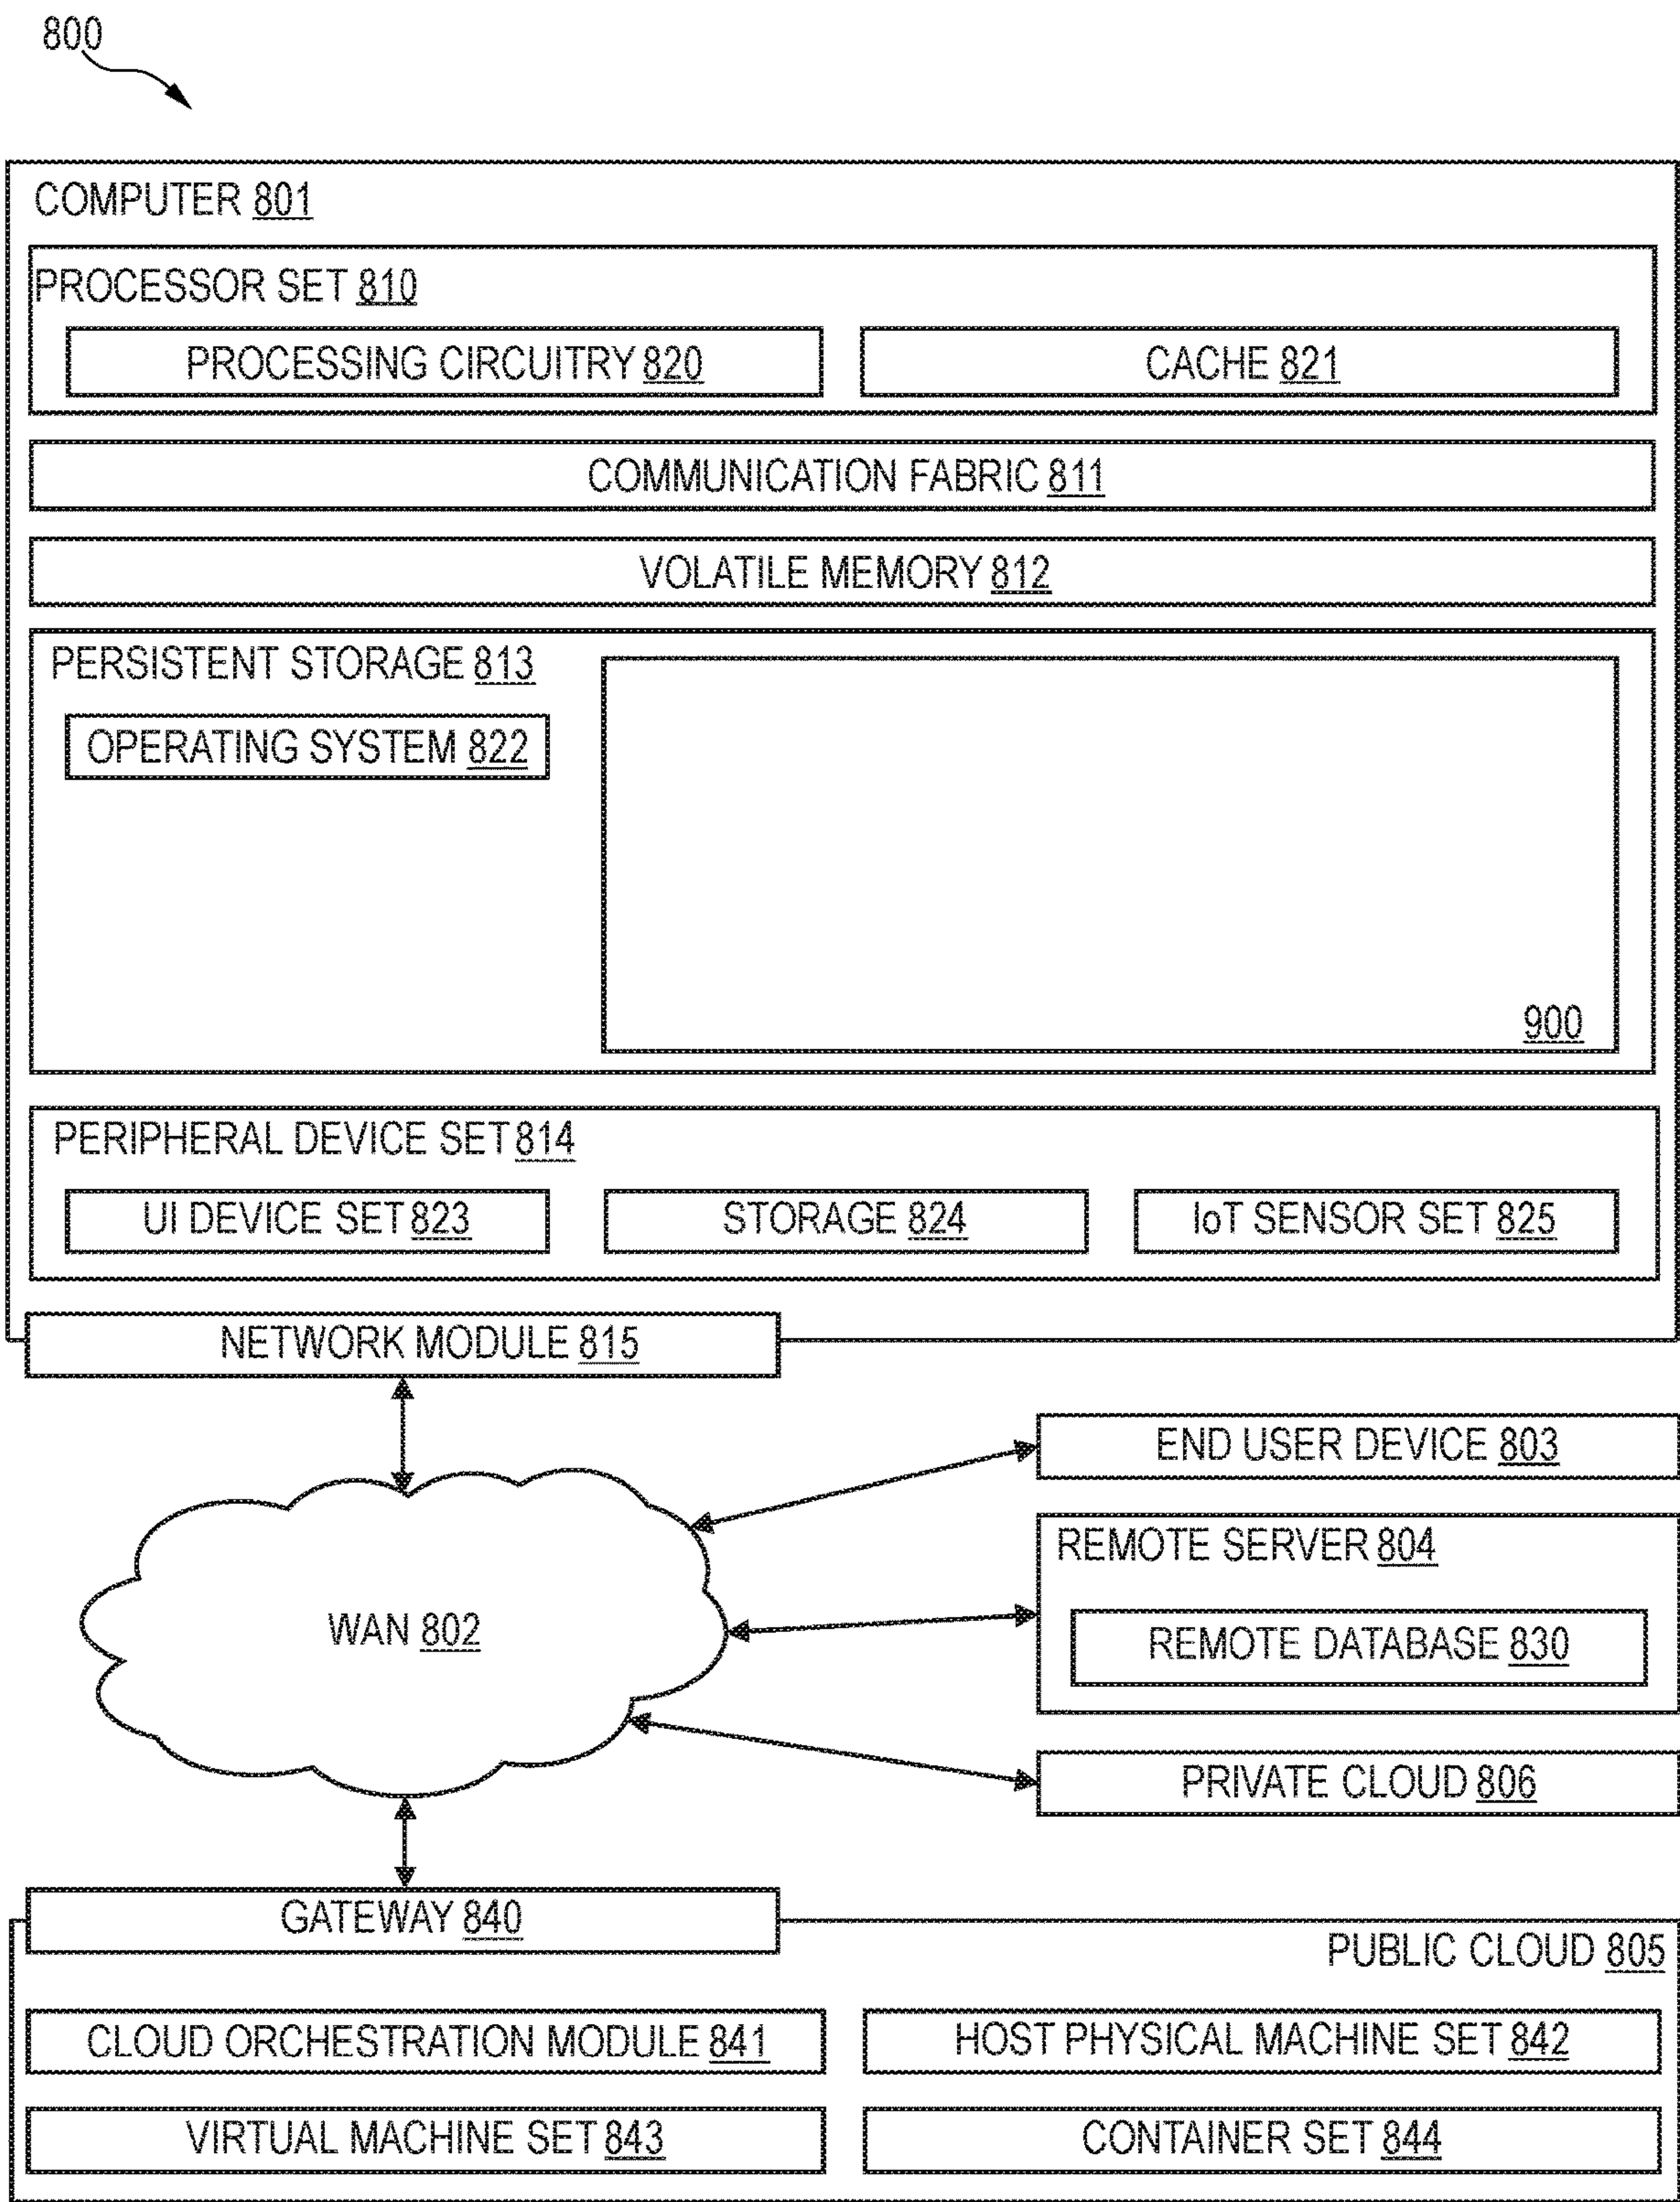 800
COMPUTER 801
PROCESSOR SET 810
PROCESSING CIRCUITRY 820
CACHE 821
COMMUNICATION FABRIC 811
VOLATILE MEMORY 812
PERSISTENT STORAGE 813
OPERATING SYSTEM 822
900
PERIPHERAL DEVICE SET 814
UI DEVICE SET 823
STORAGE 824
IoT SENSOR SET 825
NETWORK MODULE 815
END USER DEVICE 803
REMOTE SERVER 804
WAN 802
REMOTE DATABASE 830
PRIVATE CLOUD 806
GATEWAY 840
PUBLIC CLOUD 805
CLOUD ORCHESTRATION MODULE 841
HOST PHYSICAL MACHINE SET 842
VIRTUAL MACHINE SET 843
CONTAINER SET 844